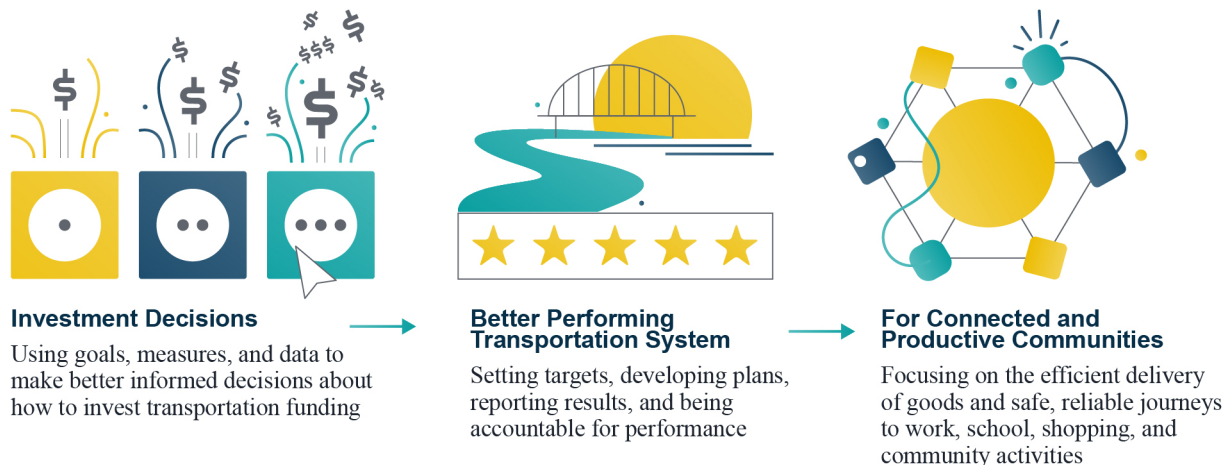 Investment Decisions
Using goals, measures, and data to
make better informed decisions about
how to invest transportation funding
Better Performing
Transportation System
Setting targets, developing plans,
reporting results, and being
accountable for performance
For Connected and
Productive Communities
Focusing on the efficient delivery
of goods and safe, reliable journeys
to work, school, shopping, and
community activities